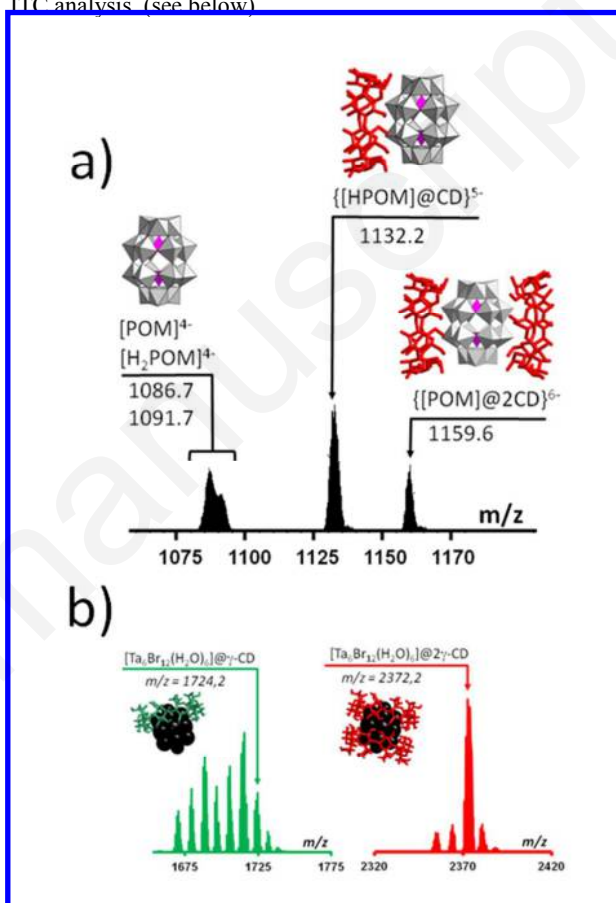 ITC analysis (see below)
a)
{[HPOM]@CD}⁵⁻
1132.2
[POM]⁴⁻
[H₂POM]⁴⁻
1086.7
1091.7
{[POM]@2CD}⁶⁻
1159.6
m/z
1075 1100 1125 1150 1170
b)
[Ta₆Br₁₂(H₂O)₆]@γ-CD
m/z = 1724,2
[Ta₆Br₁₂(H₂O)₆]@2γ-CD
m/z = 2372,2
m/z
1675 1725 1775
m/z
2320 2370 2420